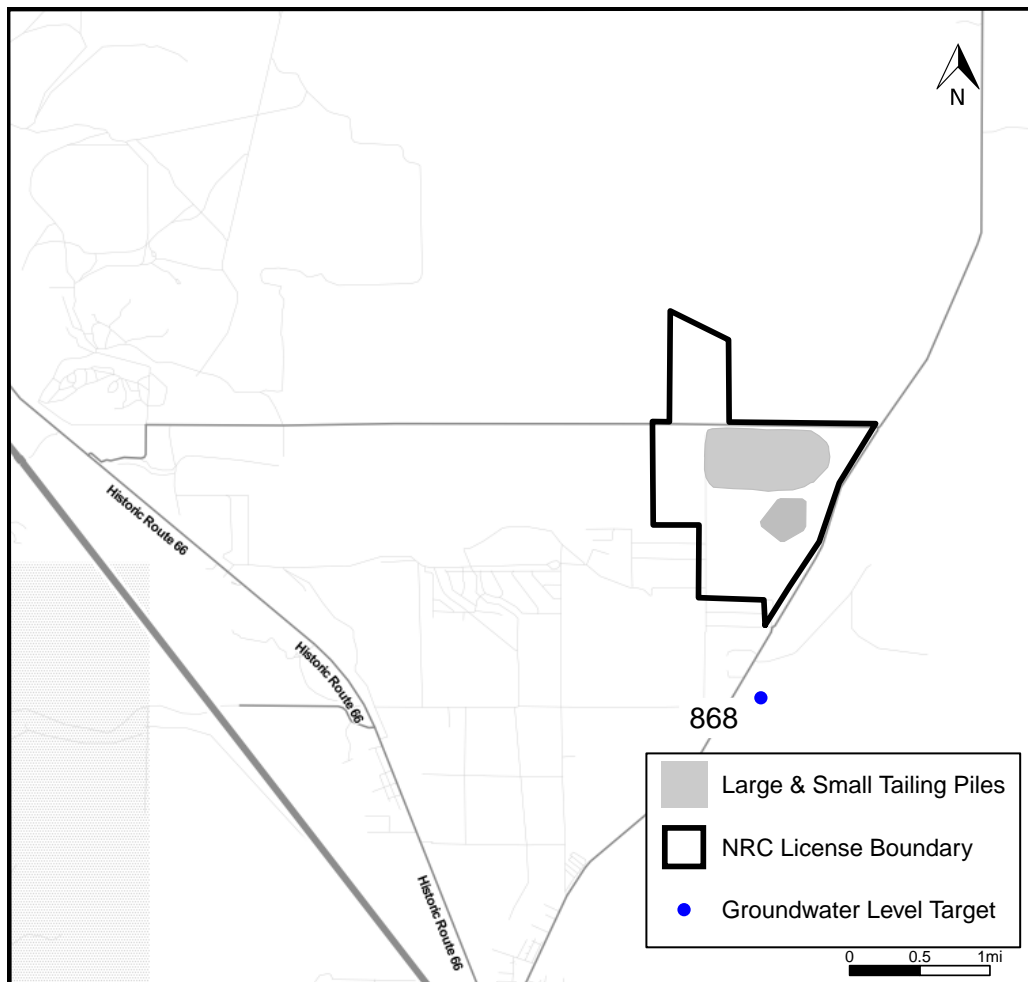 N
Historic Route 66
Historic Route 66
868
Large & Small Tailing Piles
NRC License Boundary
Groundwater Level Target
Historic Route 66
0 0.5 1mi